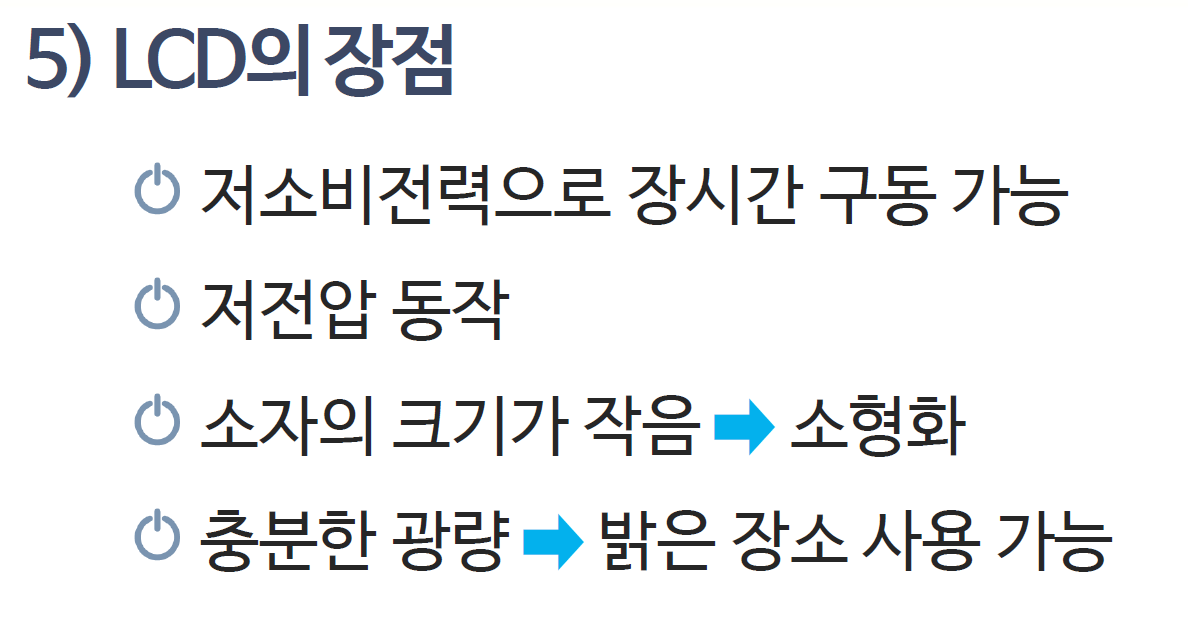 5) LCD의 장점
저소비전력으로 장시간 구동 가능
저전압 동작
소자의 크기가 작음 ➡ 소형화
충분한 광량 ➡ 밝은 장소 사용 가능